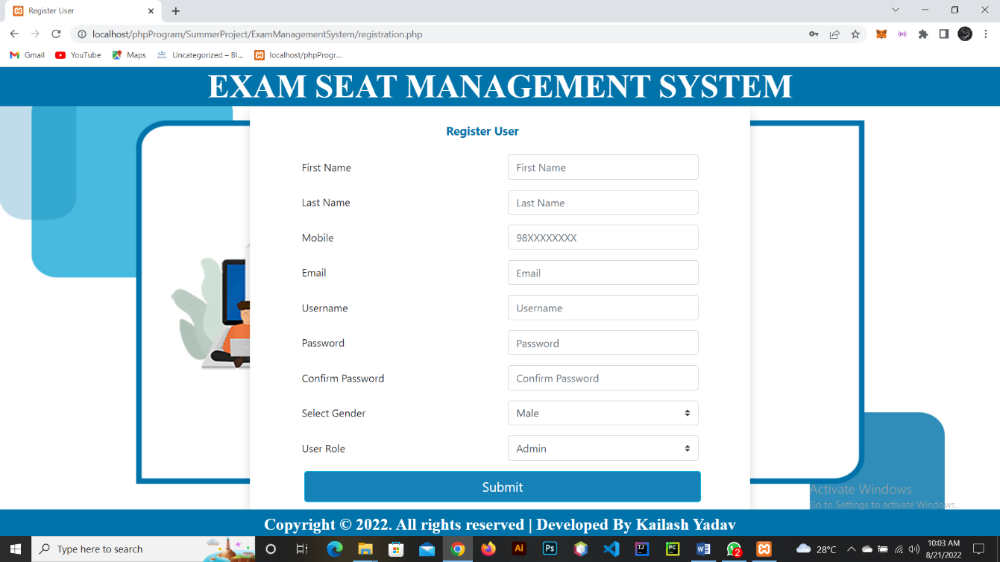 Register User
localhost/phpProgram/SummerProject/ExamManagementSystem/registration.php
Gmail YouTube Maps Uncategorized – Bl... localhost/phpProgr...
EXAM SEAT MANAGEMENT SYSTEM
Register User
First Name First Name
Last Name Last Name
Mobile 98XXXXXXXX
Email Email
Username Username
Password Password
Confirm Password Confirm Password
Select Gender Male
User Role Admin
Submit
Activate Windows
Go to Settings to activate Windows.
Copyright © 2022. All rights reserved | Developed By Kailash Yadav
Type here to search Ai Ps IJ PC W 2 28°C 10:03 AM
8/21/2022